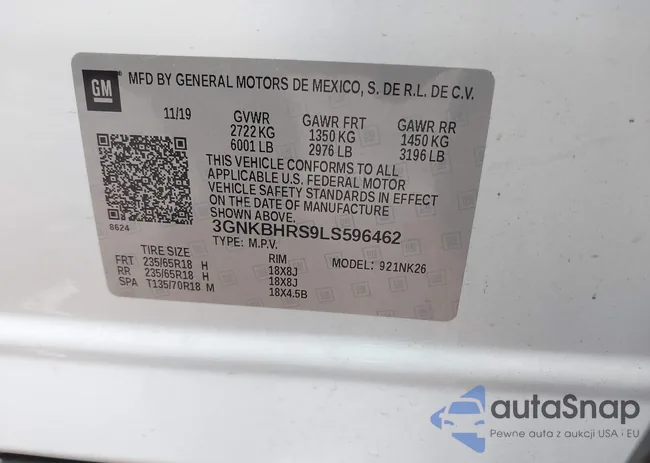 GM
MFD BY GENERAL MOTORS DE MEXICO, S. DE R.L. DE C.V.
11/19 GVWR GAWR FRT GAWR RR
2722 KG 1350 KG 1450 KG
6001 LB 2976 LB 3196 LB
THIS VEHICLE CONFORMS TO ALL
APPLICABLE U.S. FEDERAL MOTOR
VEHICLE SAFETY STANDARDS IN EFFECT
ON THE DATE OF MANUFACTURE
SHOWN ABOVE.
8624
3GNKBHRS9LS596462
TYPE: M.P.V.
TIRE SIZE RIM MODEL: 921NK26
FRT 235/65R18 H 18X8J
RR 235/65R18 H 18X8J
SPA T135/70R18 M 18X4.5B
autaSnap
Pewne auta z aukcji USA i EU